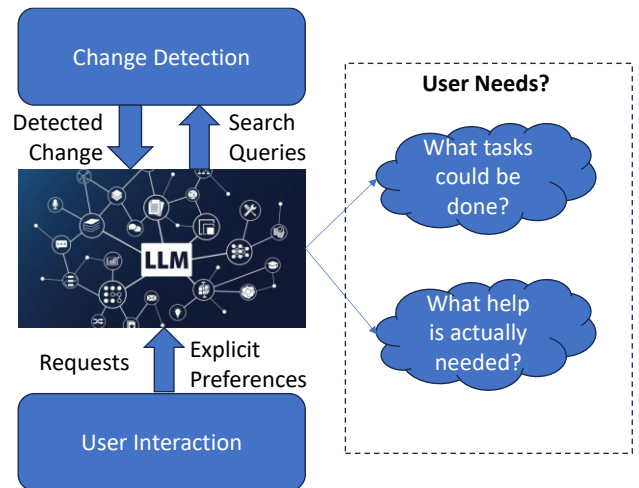 Change Detection
Detected
Change
Search
Queries
LLM
Requests
Explicit
Preferences
User Interaction
User Needs?
What tasks
could be
done?
What help
is actually
needed?